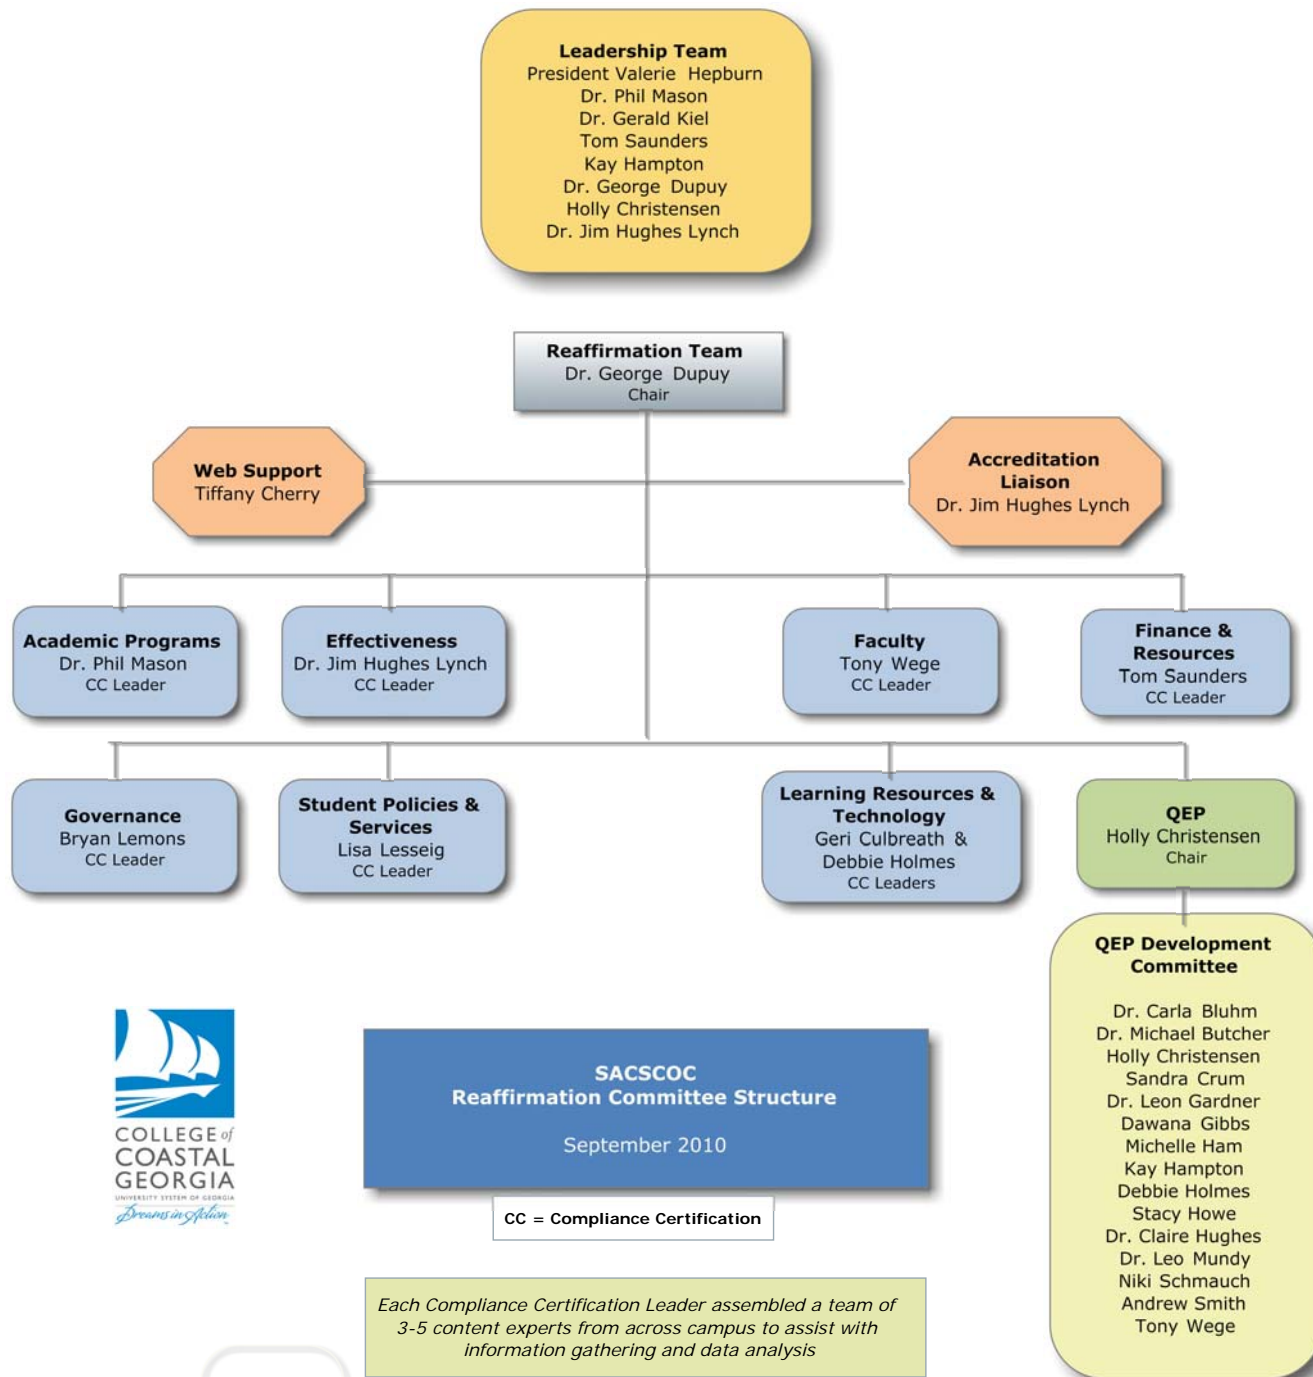 Leadership Team
President Valerie Hepburn
Dr. Phil Mason
Dr. Gerald Kiel
Tom Saunders
Kay Hampton
Dr. George Dupuy
Holly Christensen
Dr. Jim Hughes Lynch
Reaffirmation Team
Dr. George Dupuy
Chair
Web Support
Tiffany Cherry
Accreditation
Liaison
Dr. Jim Hughes Lynch
Academic Programs
Dr. Phil Mason
CC Leader
Effectiveness
Dr. Jim Hughes Lynch
CC Leader
Faculty
Tony Wege
CC Leader
Finance &
Resources
Tom Saunders
CC Leader
Governance
Bryan Lemons
CC Leader
Student Policies &
Services
Lisa Lesseig
CC Leader
Learning Resources &
Technology
Geri Culbreath &
Debbie Holmes
CC Leaders
QEP
Holly Christensen
Chair
QEP Development
Committee
Dr. Carla Bluhm
Dr. Michael Butcher
Holly Christensen
Sandra Crum
Dr. Leon Gardner
Dawana Gibbs
Michelle Ham
Kay Hampton
Debbie Holmes
Stacy Howe
Dr. Claire Hughes
Dr. Leo Mundy
Niki Schmauch
Andrew Smith
Tony Wege
COLLEGE of
COASTAL
GEORGIA
UNIVERSITY SYSTEM OF GEORGIA
Dreams in Action
SACSCOC
Reaffirmation Committee Structure
September 2010
CC = Compliance Certification
Each Compliance Certification Leader assembled a team of
3-5 content experts from across campus to assist with
information gathering and data analysis